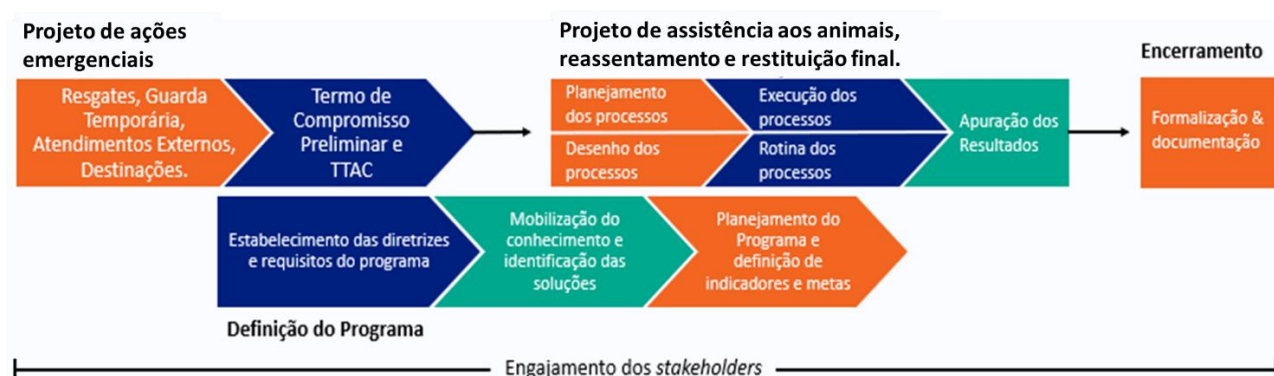 Projeto de ações
emergenciais
Resgates, Guarda
Temporária,
Atendimentos Externos,
Destinações.
Termo de
Compromisso
Preliminar e
TTAC
Projeto de assistência aos animais,
reassentamento e restituição final.
Planejamento
dos processos
Desenho dos
processos
Execução dos
processos
Rotina dos
processos
Apuração dos
Resultados
Encerramento
Formalização &
documentação
Estabelecimento das diretrizes
e requisitos do programa
Mobilização do
conhecimento e
identificação das
soluções
Planejamento do
Programa e
definição de
indicadores e metas
Definição do Programa
Engajamento dos stakeholders